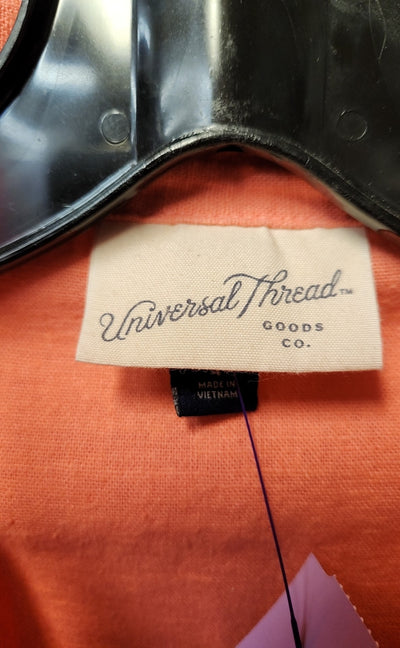 Universal Thread™
GOODS
CO.
MADE IN
VIETNAM